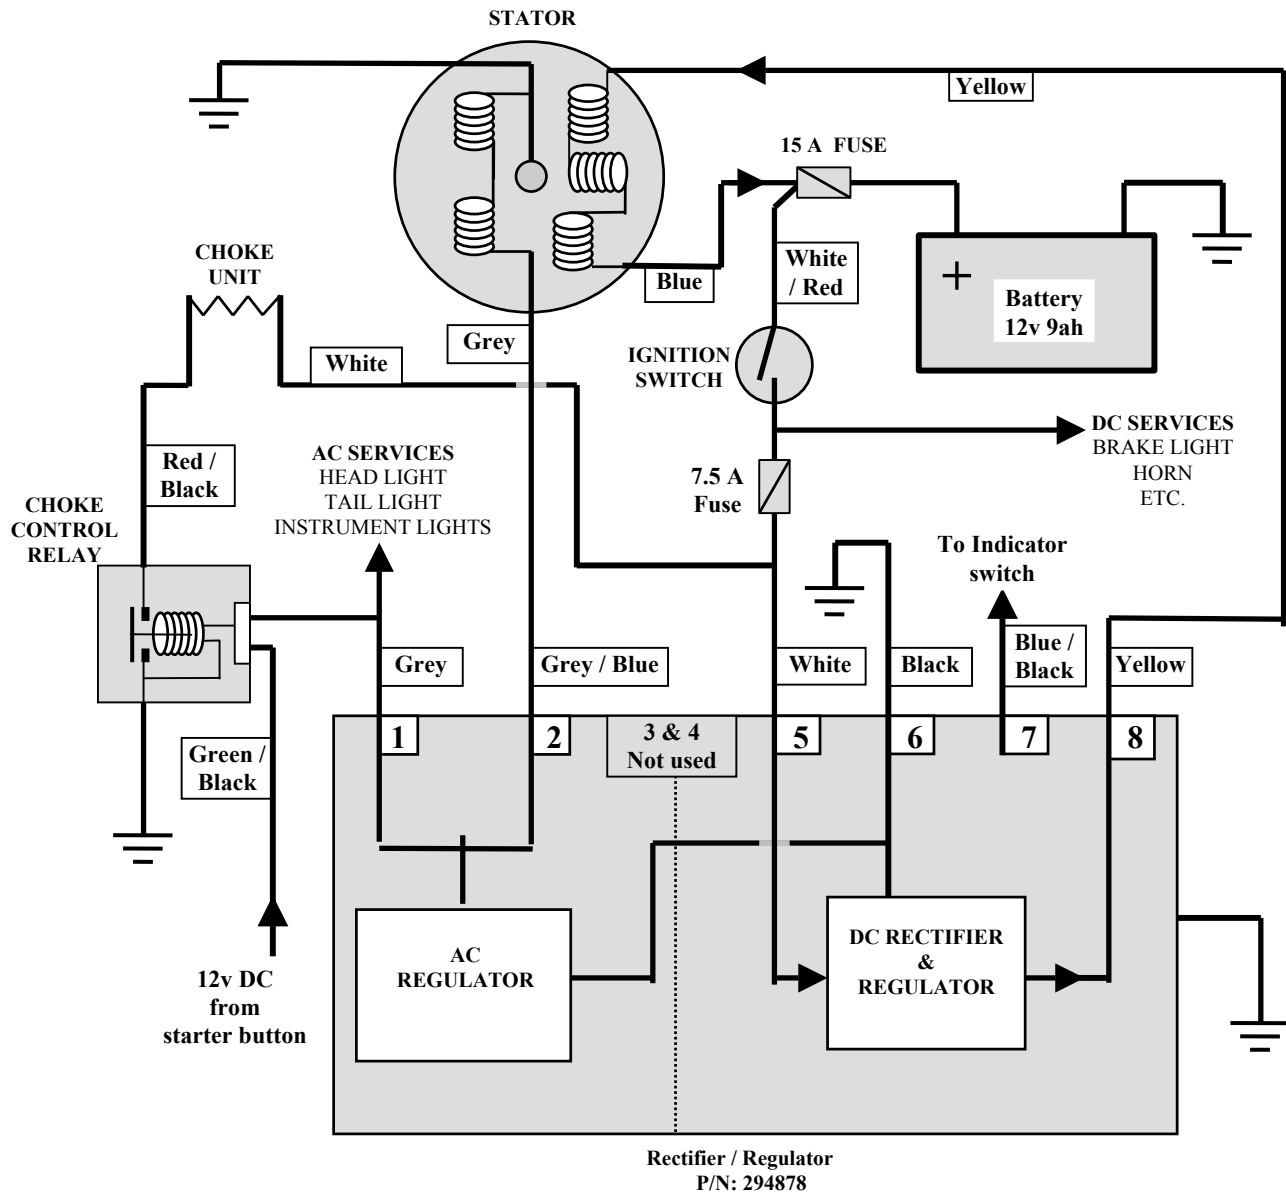 STATOR
Yellow
15 A FUSE
CHOKE
UNIT
Blue
White
/ Red
+
Battery
12v 9ah
Grey
White
IGNITION
SWITCH
DC SERVICES
BRAKE LIGHT
HORN
ETC.
Red /
Black
AC SERVICES
HEAD LIGHT
TAIL LIGHT
INSTRUMENT LIGHTS
7.5 A
Fuse
CHOKE
CONTROL
RELAY
To Indicator
switch
Grey
Grey / Blue
White
Black
Blue /
Black
Yellow
1
2
3 & 4
Not used
5
6
7
8
Green /
Black
AC
REGULATOR
DC RECTIFIER
&
REGULATOR
12v DC
from
starter button
Rectifier / Regulator
P/N: 294878